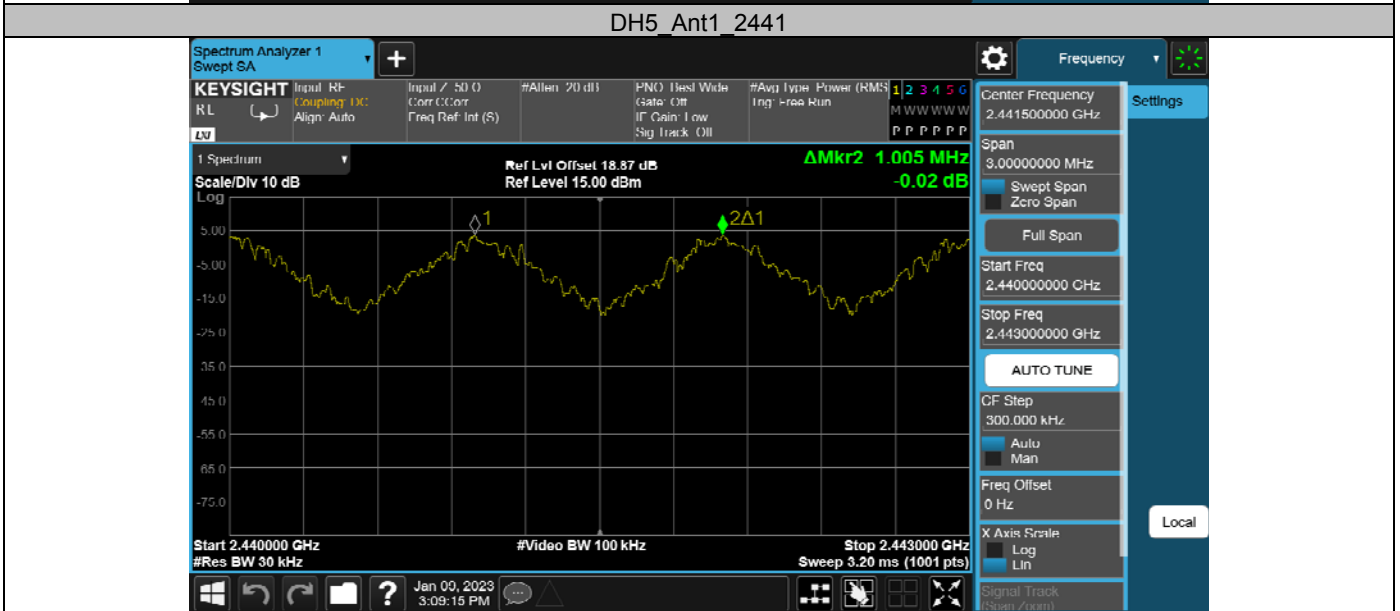 DH5_Ant1_2441
Spectrum Analyzer 1
Swept SA
+
Frequency
KEYSIGHT
RL
LXI
Input: RF
Coupling: DC
Align: Auto
Input Z: 50 Ω
Corr CCorr
Freq Ref: Int (S)
#Atten: 20 dB
PNO: Best Wide
Gate: Off
IF Gain: Low
Sig Track: Off
#Avg Type: Power (RMS
Trig: Free Run
1 2 3 4 5 6
M W W W W W
P P P P P P
Center Frequency
2.441500000 GHz
Settings
1 Spectrum
Scale/Div 10 dB
Log
Ref Lvl Offset 18.87 dB
Ref Level 15.00 dBm
ΔMkr2 1.005 MHz
-0.02 dB
Span
3.00000000 MHz
Swept Span
Zero Span
Full Span
Start Freq
2.440000000 GHz
Stop Freq
2.443000000 GHz
AUTO TUNE
CF Step
300.000 kHz
Auto
Man
Freq Offset
0 Hz
X Axis Scale
Log
Lin
Signal Track
(Span Zoom)
Local
1
2Δ1
5.00
-5.00
-15.0
-25.0
-35.0
-45.0
-55.0
-65.0
-75.0
Start 2.440000 GHz
#Res BW 30 kHz
#Video BW 100 kHz
Stop 2.443000 GHz
Sweep 3.20 ms (1001 pts)
?
Jan 09, 2023
3:09:15 PM